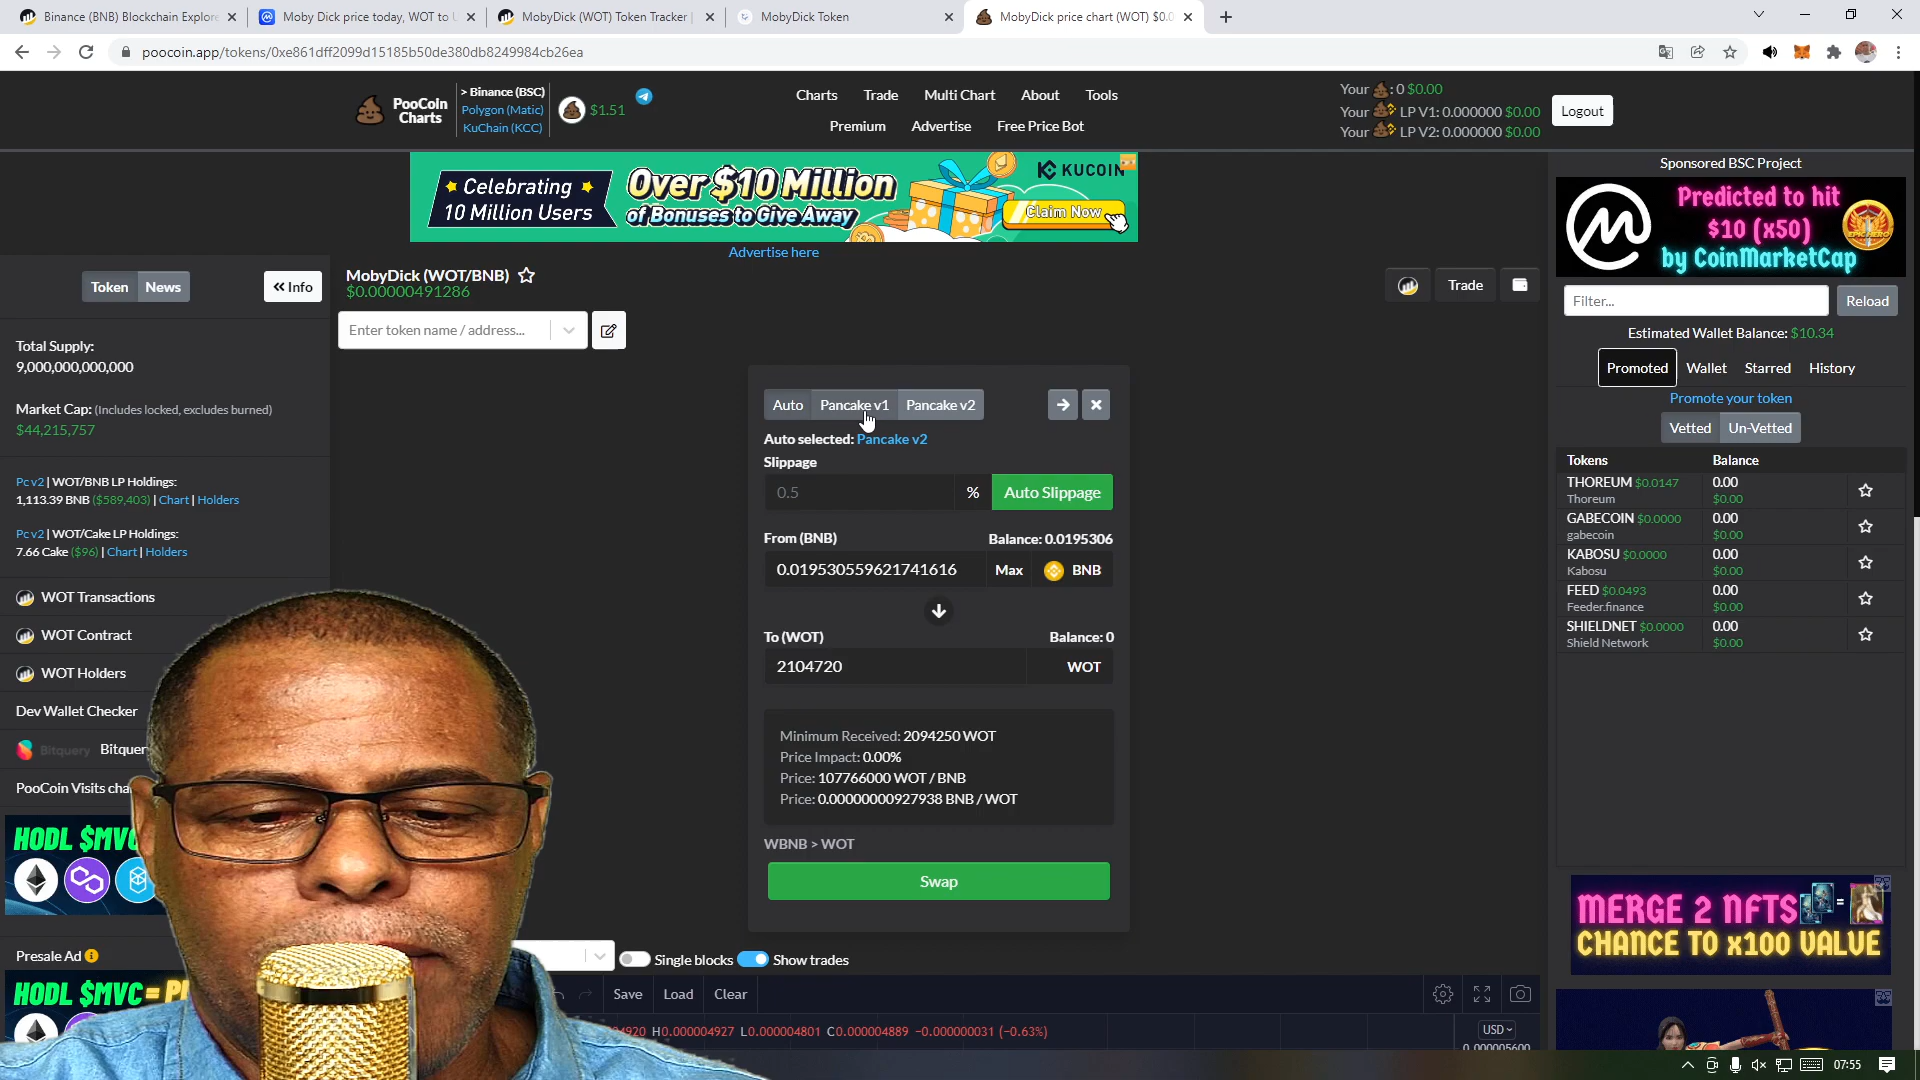 Binance (BNB) Blockchain Explore
Moby Dick price today, WOT to U
MobyDick (WOT) Token Tracker |
MobyDick Token
MobyDick price chart (WOT) $0.0
poocoin.app/tokens/0xe861dff2099d15185b50de380db8249984cb26ea
PooCoin Charts
> Binance (BSC)
Polygon (Matic)
KuChain (KCC)
$1.51
Charts Trade Multi Chart About Tools
Premium Advertise Free Price Bot
Your : 0 $0.00
Your LP V1: 0.000000 $0.00
Your LP V2: 0.000000 $0.00
Logout
Celebrating 10 Million Users
Over $10 Million of Bonuses to Give Away
KUCOIN
Claim Now
Advertise here
Token News
« Info
Total Supply:
9,000,000,000,000
Market Cap: (Includes locked, excludes burned)
$44,215,757
Pc v2 | WOT/BNB LP Holdings:
1,113.39 BNB ($589,403) | Chart | Holders
Pc v2 | WOT/Cake LP Holdings:
7.66 Cake ($96) | Chart | Holders
WOT Transactions
WOT Contract
WOT Holders
Dev Wallet Checker
Bitquery Bitquer
PooCoin Visits cha
HODL $MVC
Presale Ad
HODL $MVC = P
MobyDick (WOT/BNB)
$0.00000491286
Enter token name / address...
Trade
Auto Pancake v1 Pancake v2
Auto selected: Pancake v2
Slippage
0.5 % Auto Slippage
From (BNB) Balance: 0.0195306
0.019530559621741616 Max BNB
To (WOT) Balance: 0
2104720 WOT
Minimum Received: 2094250 WOT
Price Impact: 0.00%
Price: 107766000 WOT / BNB
Price: 0.00000000927938 BNB / WOT
WBNB > WOT
Swap
Single blocks Show trades
Save Load Clear
4920 H0.000004927 L0.000004801 C0.000004889 −0.000000031 (−0.63%)
USD
0.000005600
Sponsored BSC Project
Predicted to hit
$10 (x50)
by CoinMarketCap
EPIC HERO
Filter... Reload
Estimated Wallet Balance: $10.34
Promoted Wallet Starred History
Promote your token
Vetted Un-Vetted
Tokens Balance
THOREUM $0.0147 0.00
Thoreum $0.00
GABECOIN $0.0000 0.00
gabecoin $0.00
KABOSU $0.0000 0.00
Kabosu $0.00
FEED $0.0493 0.00
Feeder.finance $0.00
SHIELDNET $0.0000 0.00
Shield Network $0.00
MERGE 2 NFTS =
CHANCE TO x100 VALUE
07:55